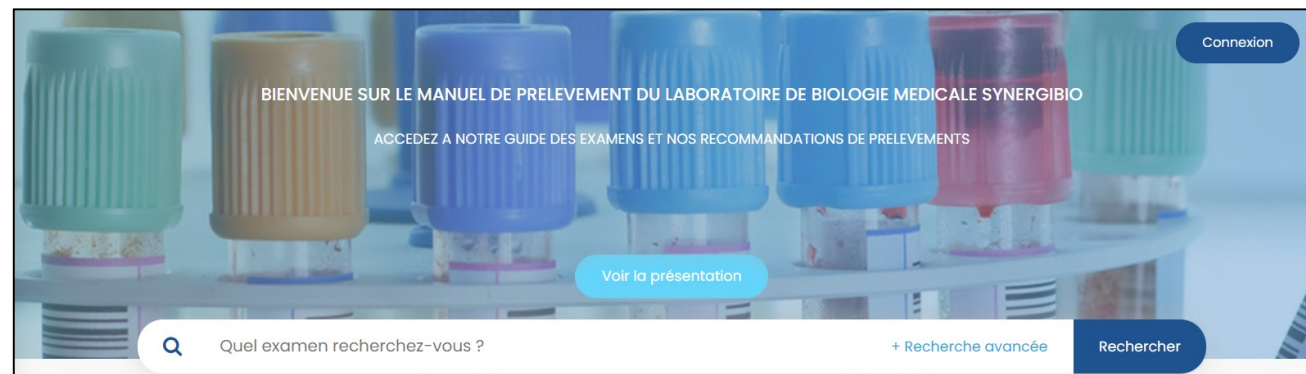 Connexion
BIENVENUE SUR LE MANUEL DE PRELEVEMENT DU LABORATOIRE DE BIOLOGIE MEDICALE SYNERGIBIO
ACCEDEZ A NOTRE GUIDE DES EXAMENS ET NOS RECOMMANDATIONS DE PRELEVEMENTS
Voir la présentation
Quel examen recherchez-vous ? + Recherche avancée Rechercher